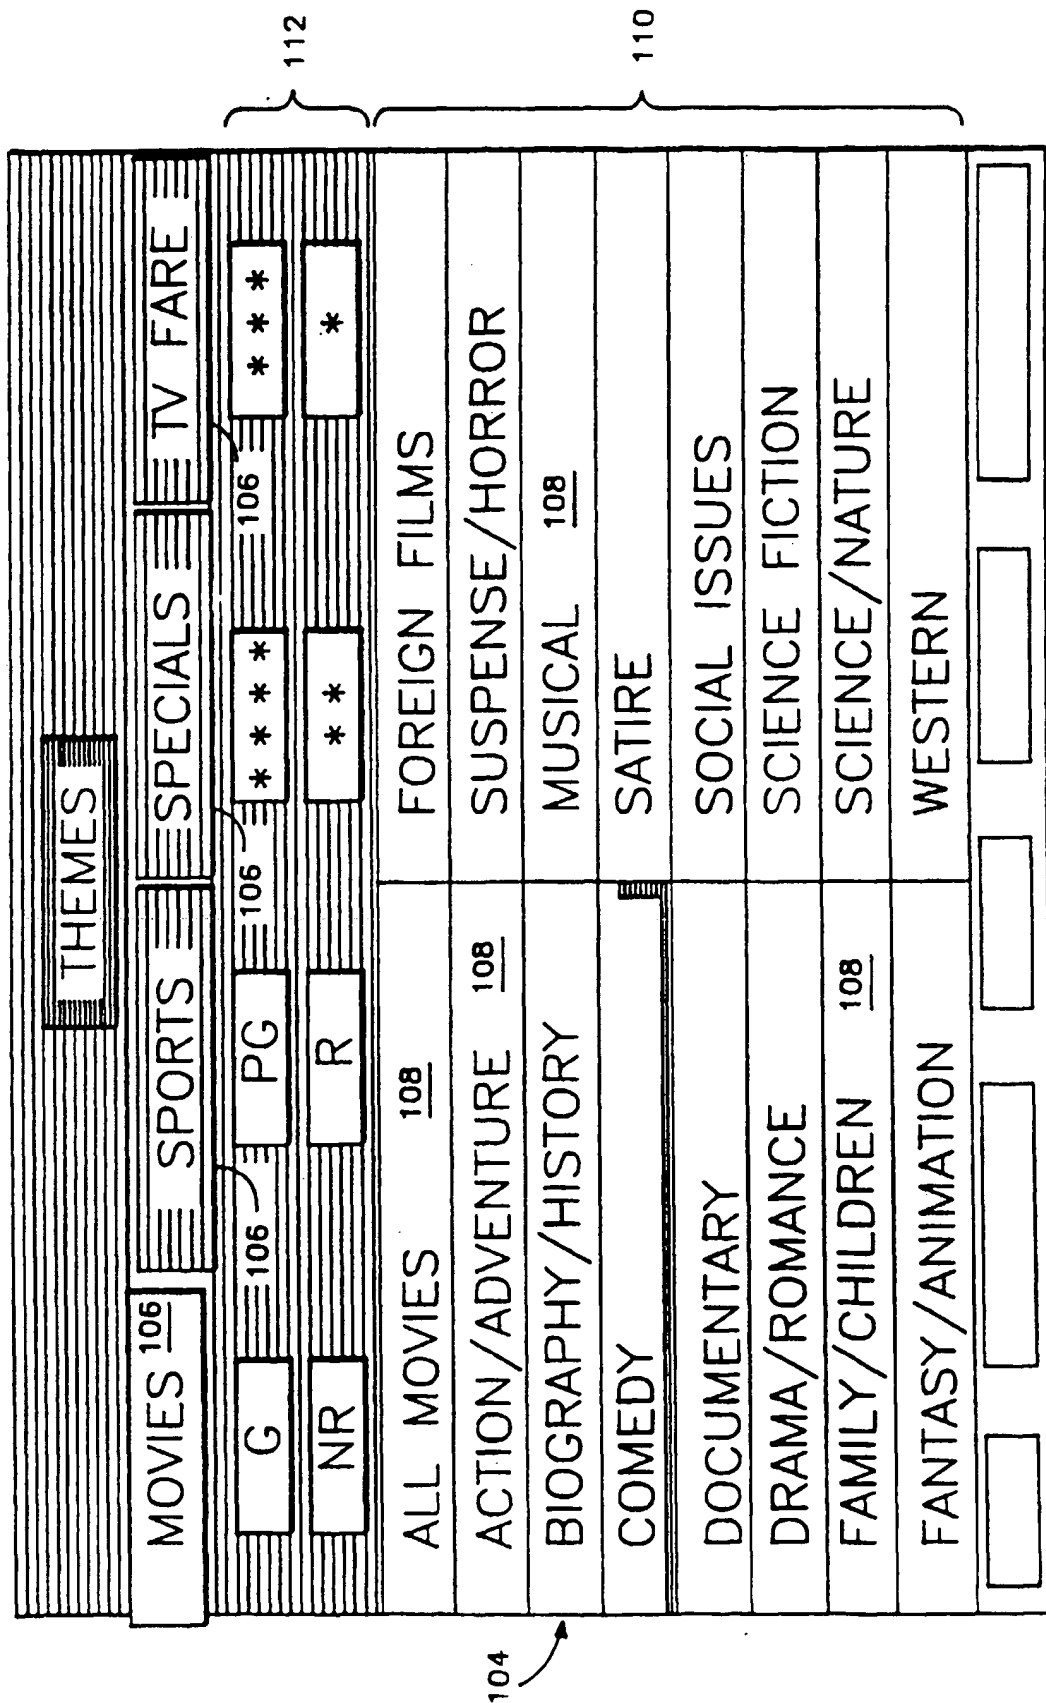 THEMES
MOVIES 106 SPORTS SPECIALS TV FARE
G 106 PG 106 * * * * 106 * * *
NR R * * *
112
ALL MOVIES 108 FOREIGN FILMS
ACTION/ADVENTURE 108 SUSPENSE/HORROR
BIOGRAPHY/HISTORY MUSICAL 108
COMEDY SATIRE
DOCUMENTARY SOCIAL ISSUES
DRAMA/ROMANCE SCIENCE FICTION
FAMILY/CHILDREN 108 SCIENCE/NATURE
FANTASY/ANIMATION WESTERN
110
104